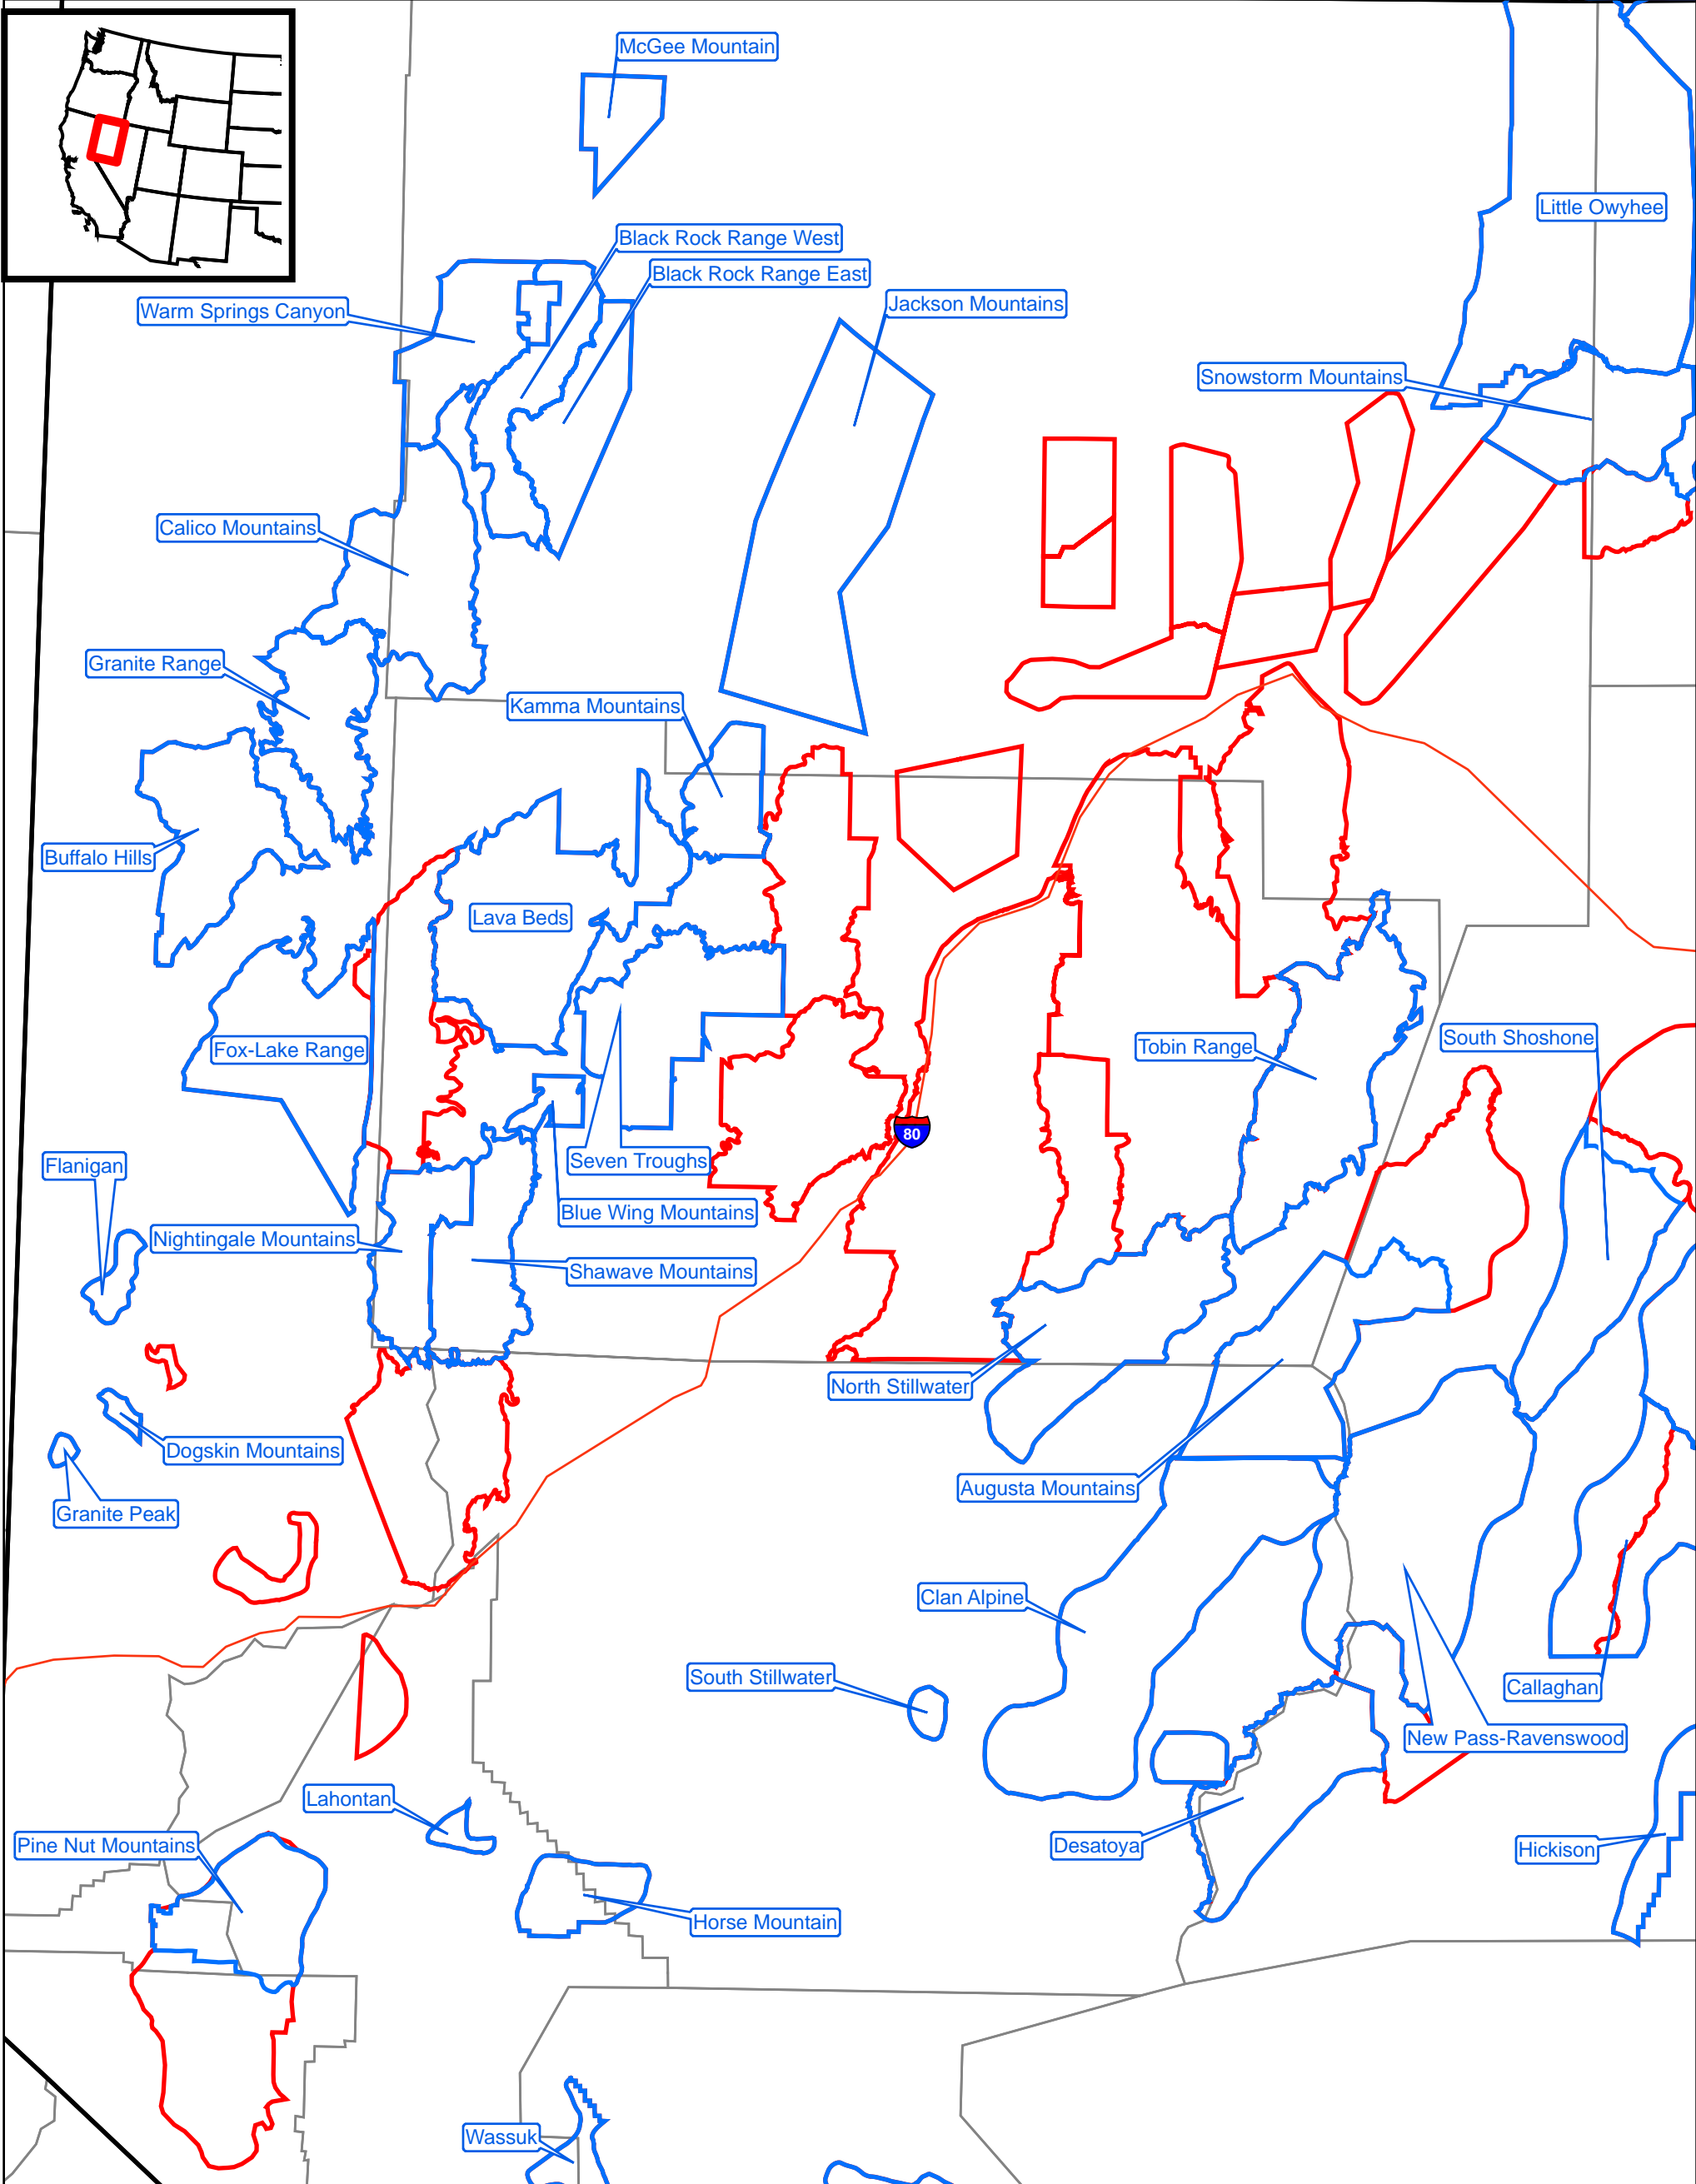 McGee Mountain
Little Owyhee
Black Rock Range West
Black Rock Range East
Warm Springs Canyon
Jackson Mountains
Snowstorm Mountains
Calico Mountains
Granite Range
Kamma Mountains
Buffalo Hills
Lava Beds
Fox-Lake Range
Tobin Range
South Shoshone
80
Flanigan
Seven Troughs
Blue Wing Mountains
Nightingale Mountains
Shawave Mountains
North Stillwater
Dogskin Mountains
Augusta Mountains
Granite Peak
Clan Alpine
South Stillwater
Callaghan
New Pass-Ravenswood
Lahontan
Pine Nut Mountains
Desatoya
Hickison
Horse Mountain
Wassuk